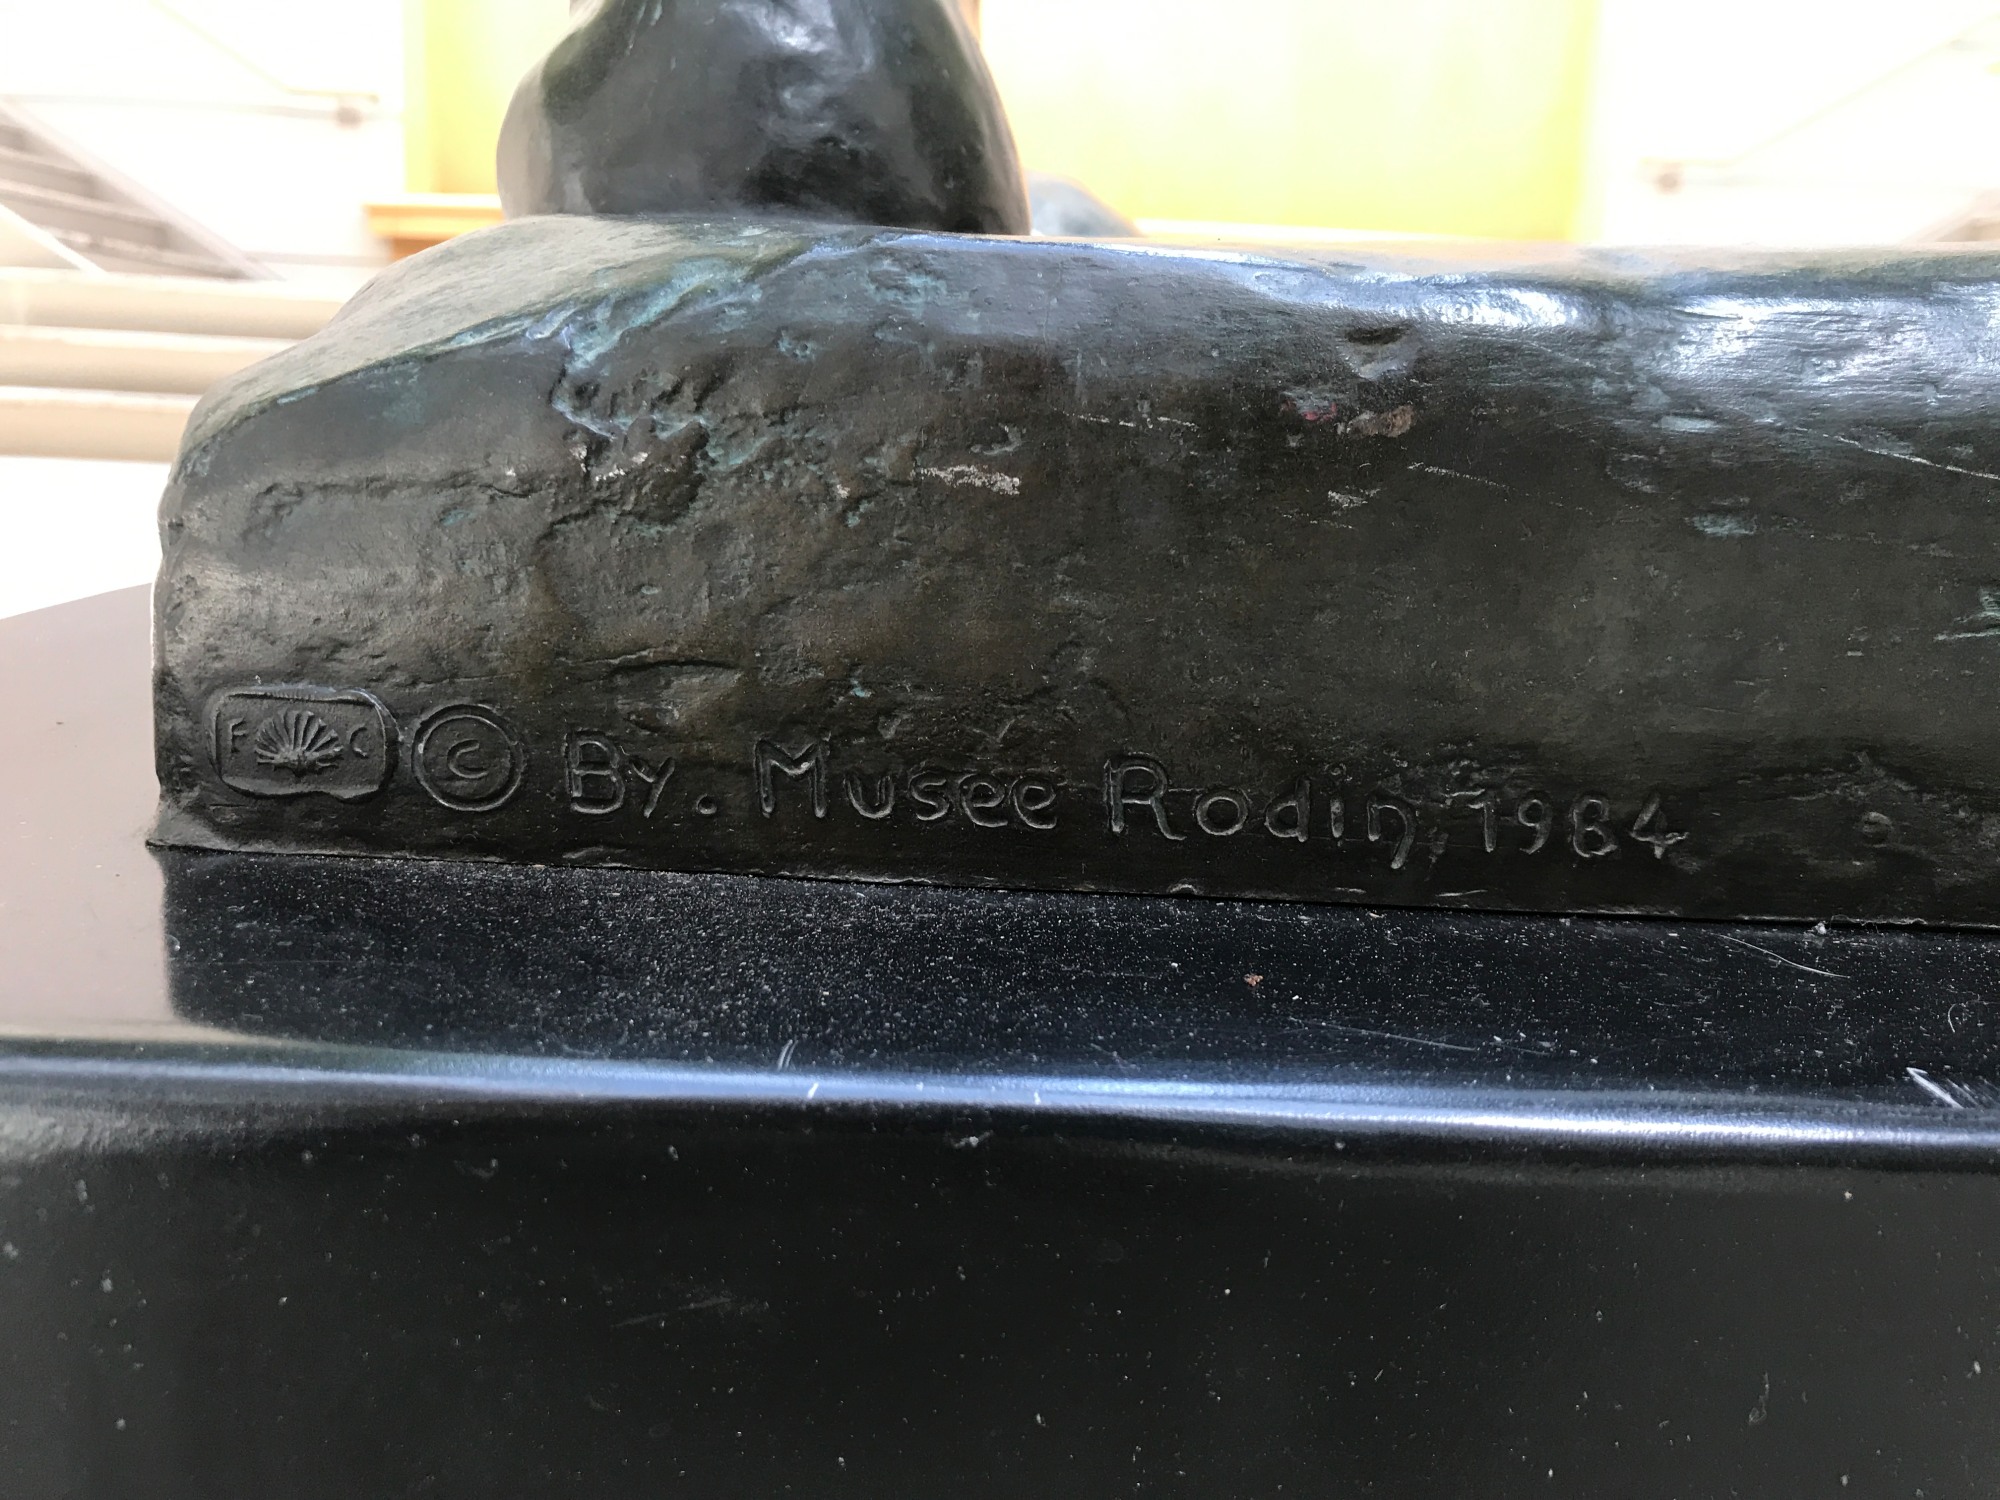 F C © By. Musee Rodin, 1984